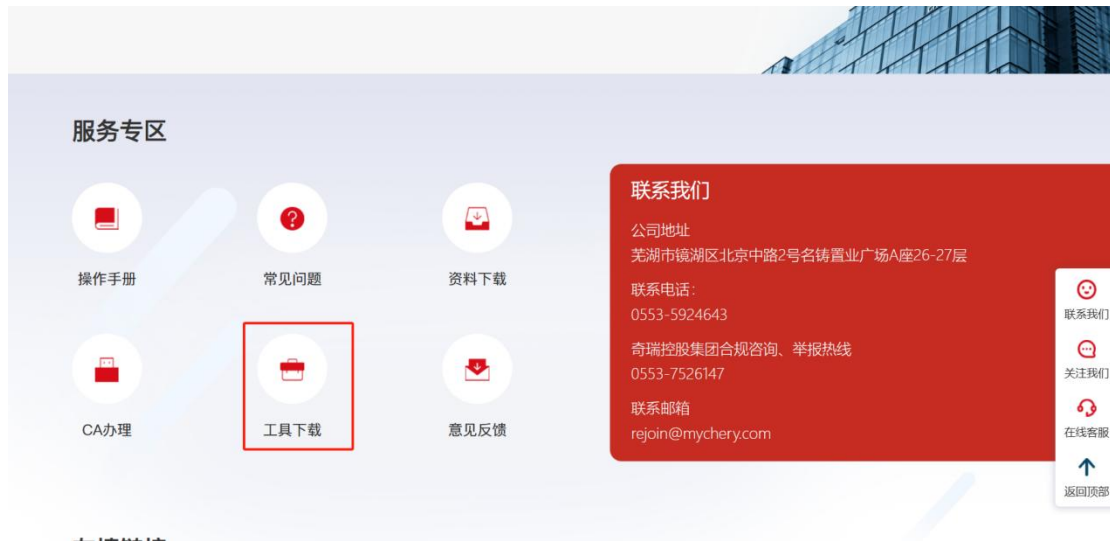 服务专区
操作手册
常见问题
资料下载
CA办理
工具下载
意见反馈
联系我们
公司地址
芜湖市镜湖区北京中路2号名铸置业广场A座26-27层
联系电话：
0553-5924643
奇瑞控股集团合规咨询、举报热线
0553-7526147
联系邮箱
rejoin@mychery.com
联系我们
关注我们
在线客服
返回顶部